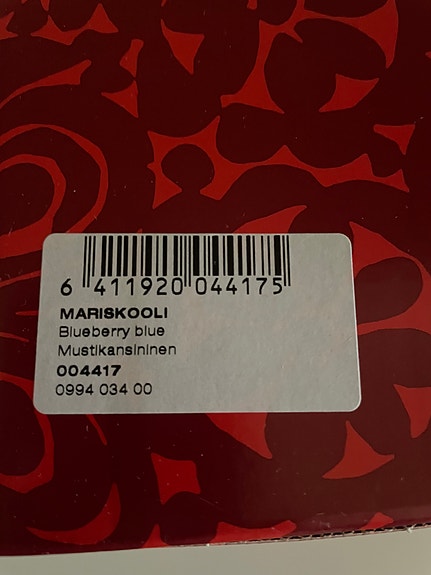 6 411920 044175
MARISKOOLI
Blueberry blue
Mustikansininen
004417
0994 034 00